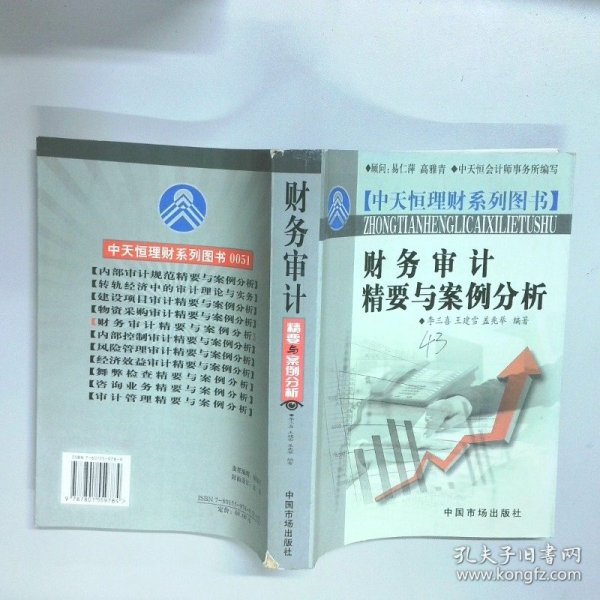 中天恒理财系列图书 0051
【内部审计规范精要与案例分析】
【转轨经济中的审计理论与实务】
【建设项目审计精要与案例分析】
【物资采购审计精要与案例分析】
【财务审计精要与案例分析】
【内部控制审计精要与案例分析】
【风险管理审计精要与案例分析】
【经济效益审计精要与案例分析】
【舞弊检查精要与案例分析】
【咨询业务精要与案例分析】
【审计管理精要与案例分析】
财务审计
精要与案例分析
编著
中国市场出版社
◆顾问：易仁萍 高雅青 ◆中天恒会计师事务所编写
【中天恒理财系列图书】
ZHONGTIANHENGLICAIXILIETUSHU
财务审计
精要与案例分析
◆李三喜 王建雪 孟兆举 编著
43
中国市场出版社
孔夫子旧书网
www.kongfz.com